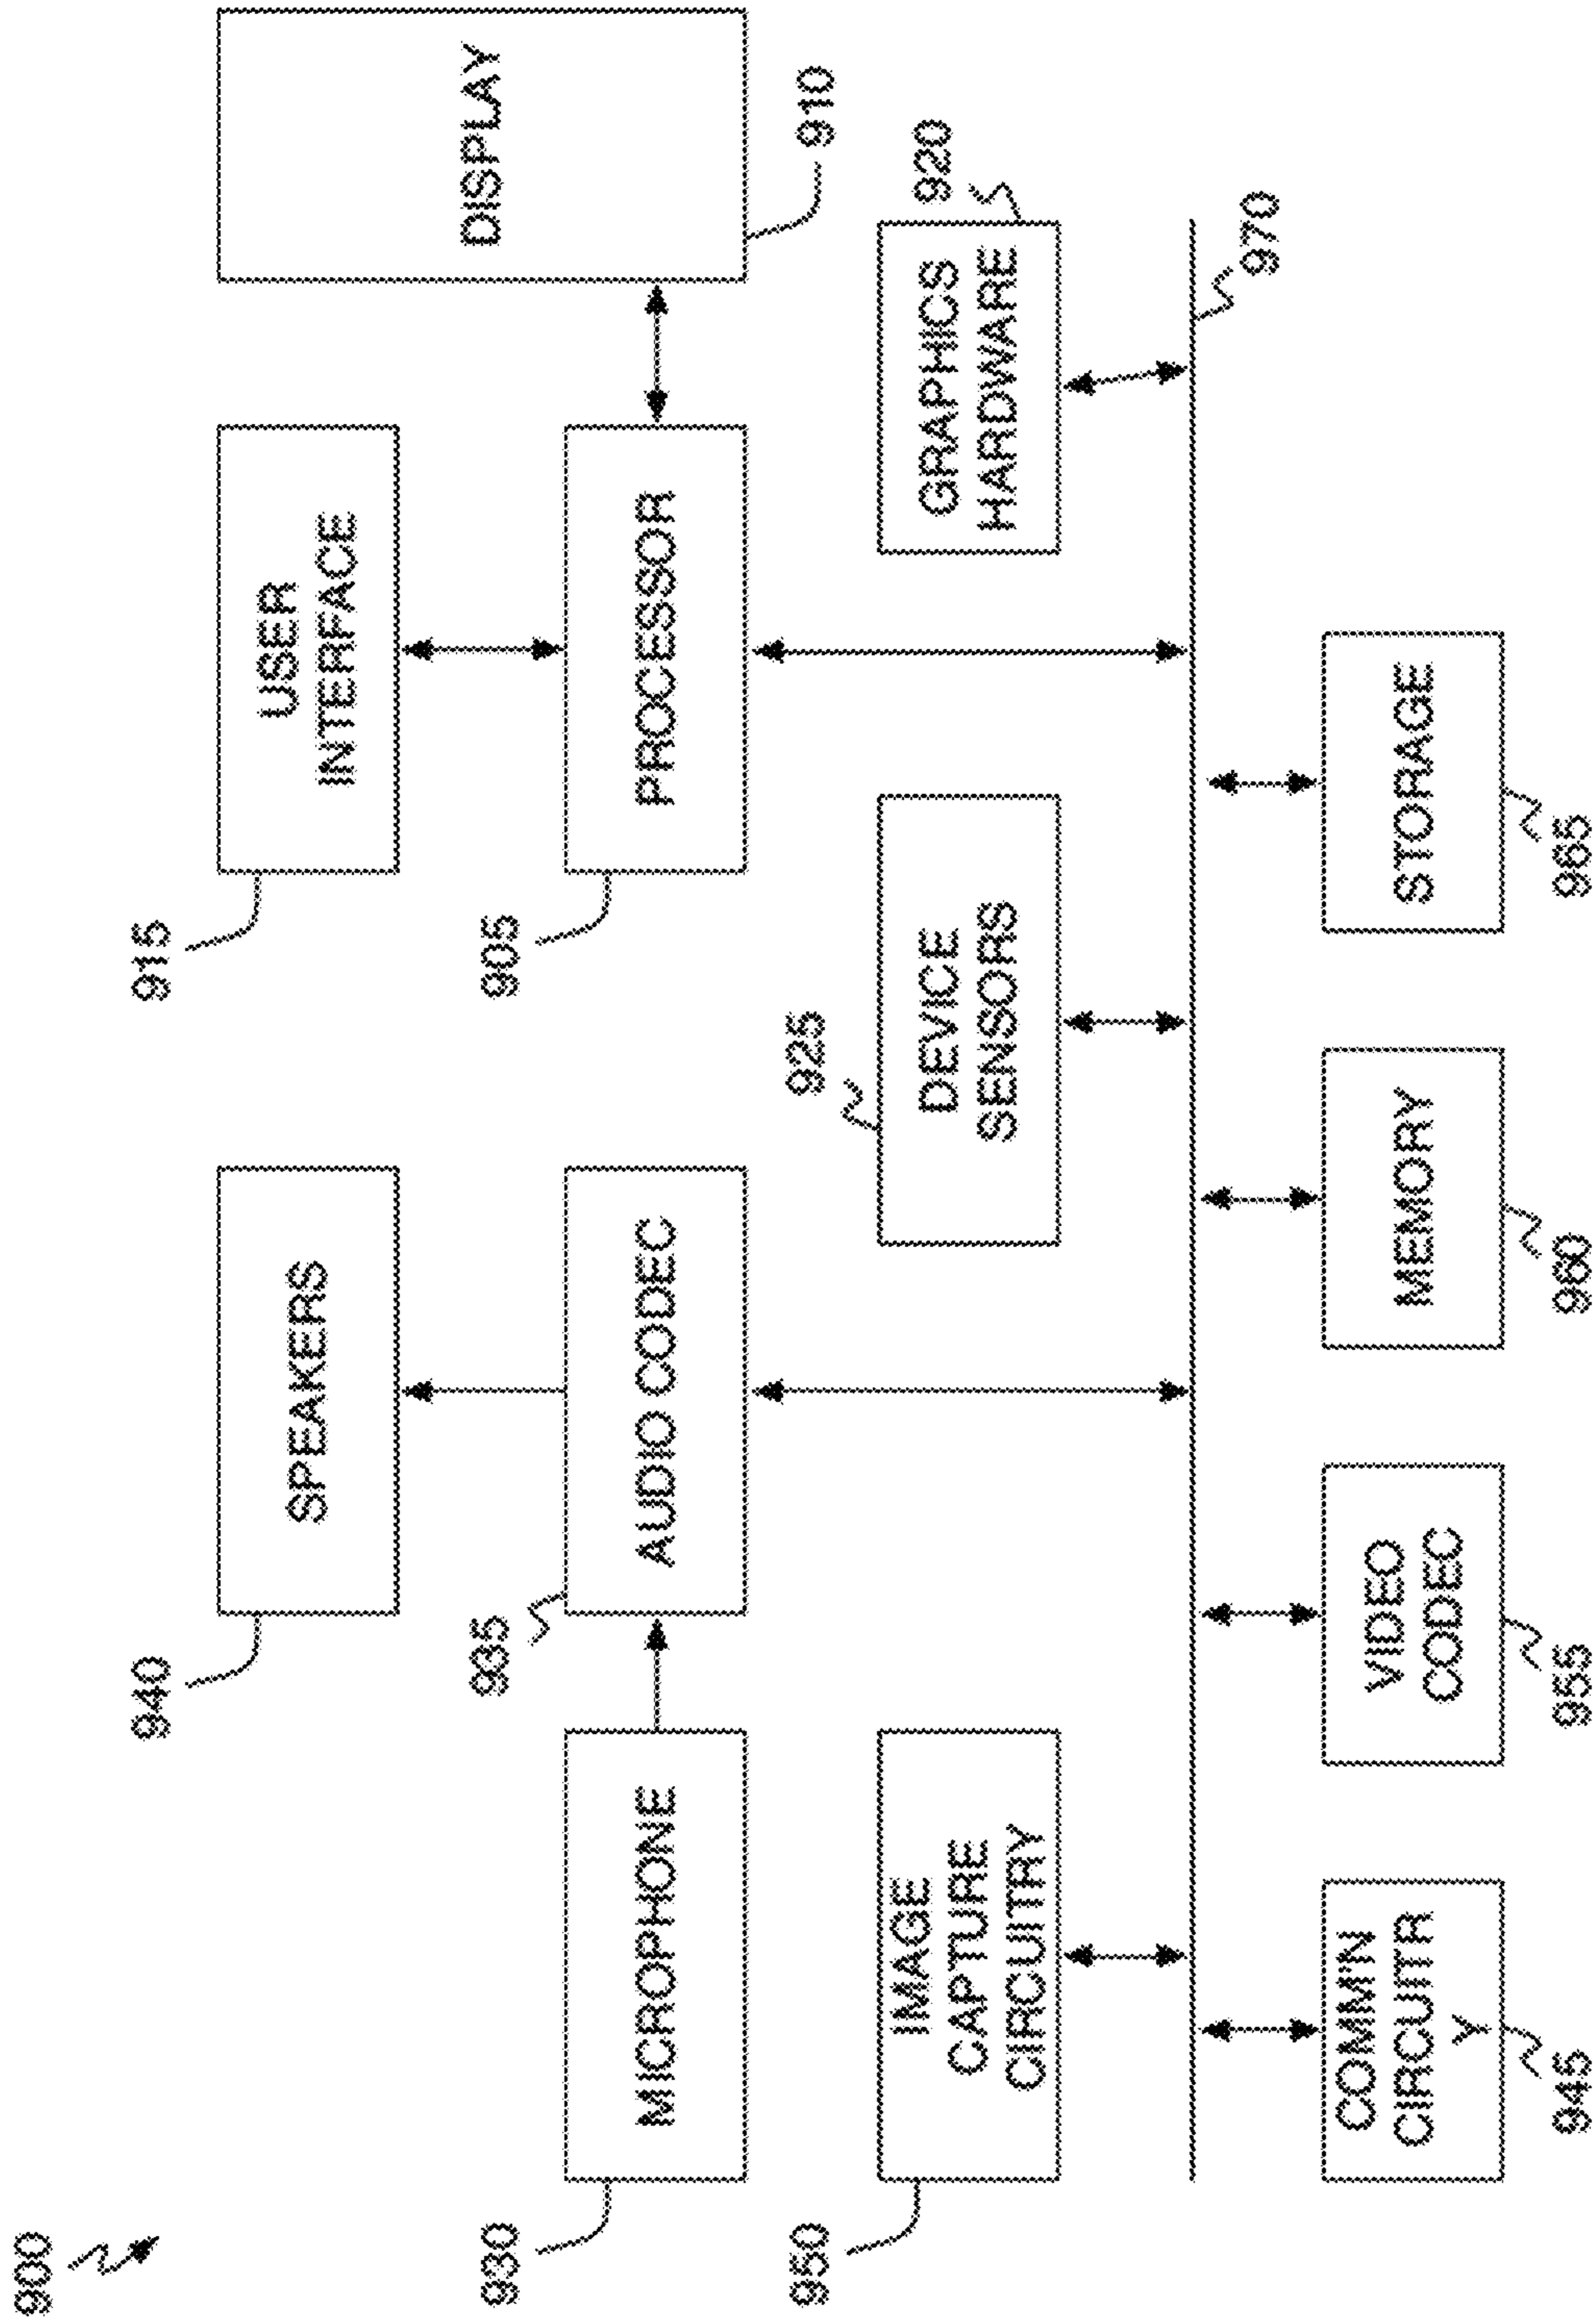 900
940
SPEAKERS
915
USER
INTERFACE
DISPLAY
930
MICROPHONE
935
AUDIO CODEC
905
PROCESSOR
910
950
IMAGE
CAPTURE
CIRCUITRY
925
DEVICE
SENSORS
GRAPHICS
HARDWARE
920
970
COMM'N
CIRCUITR
Y
945
VIDEO
CODEC
955
MEMORY
960
STORAGE
965